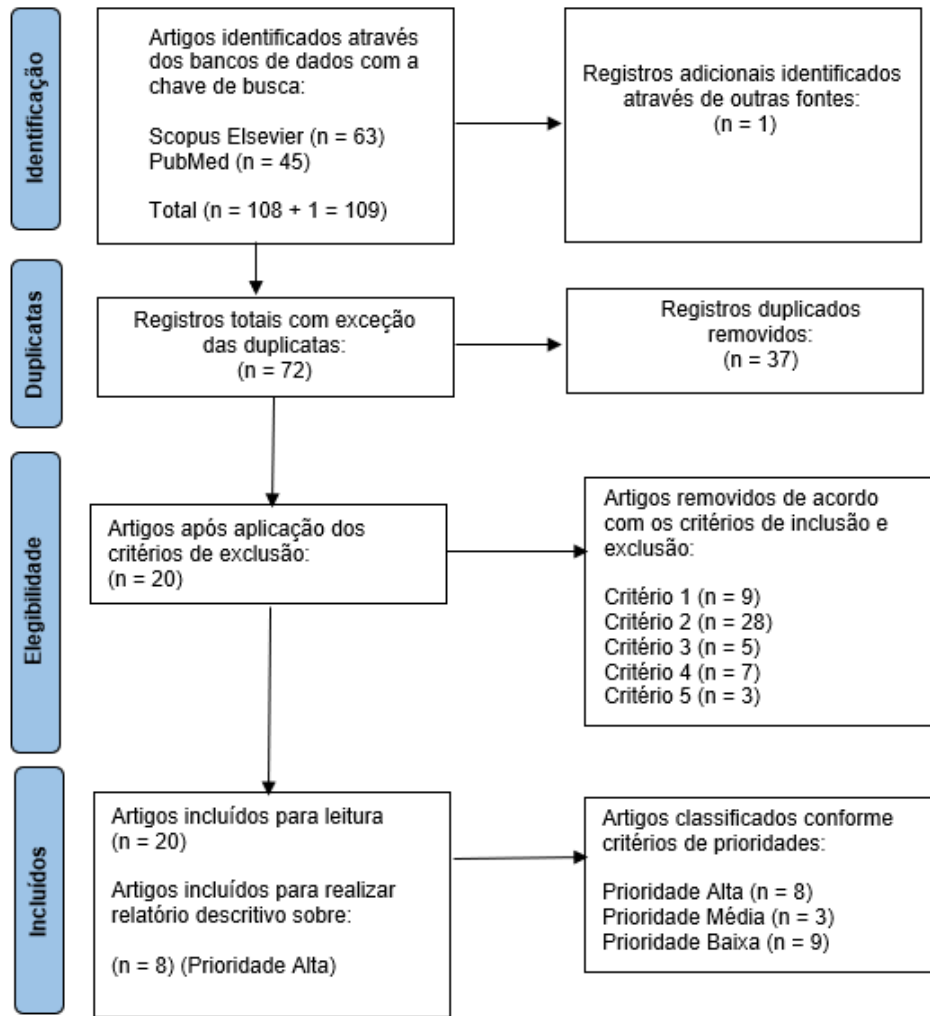 Identificação
Artigos identificados através
dos bancos de dados com a
chave de busca:
Scopus Elsevier (n = 63)
PubMed (n = 45)
Total (n = 108 + 1 = 109)
Registros adicionais identificados
através de outras fontes:
(n = 1)
Duplicatas
Registros totais com exceção
das duplicatas:
(n = 72)
Registros duplicados
removidos:
(n = 37)
Elegibilidade
Artigos após aplicação dos
critérios de exclusão:
(n = 20)
Artigos removidos de acordo
com os critérios de inclusão e
exclusão:
Critério 1 (n = 9)
Critério 2 (n = 28)
Critério 3 (n = 5)
Critério 4 (n = 7)
Critério 5 (n = 3)
Incluídos
Artigos incluídos para leitura
(n = 20)
Artigos incluídos para realizar
relatório descritivo sobre:
(n = 8) (Prioridade Alta)
Artigos classificados conforme
critérios de prioridades:
Prioridade Alta (n = 8)
Prioridade Média (n = 3)
Prioridade Baixa (n = 9)